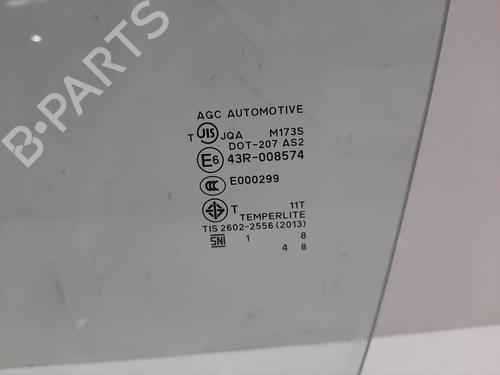 B-PARTS
AGC AUTOMOTIVE
T JIS JQA M173S
DOT-207 AS2
E6 43R-008574
CCC E000299
T 11T
TEMPERLITE
TIS 2602-2556 (2013)
SNI 1 8
4 8